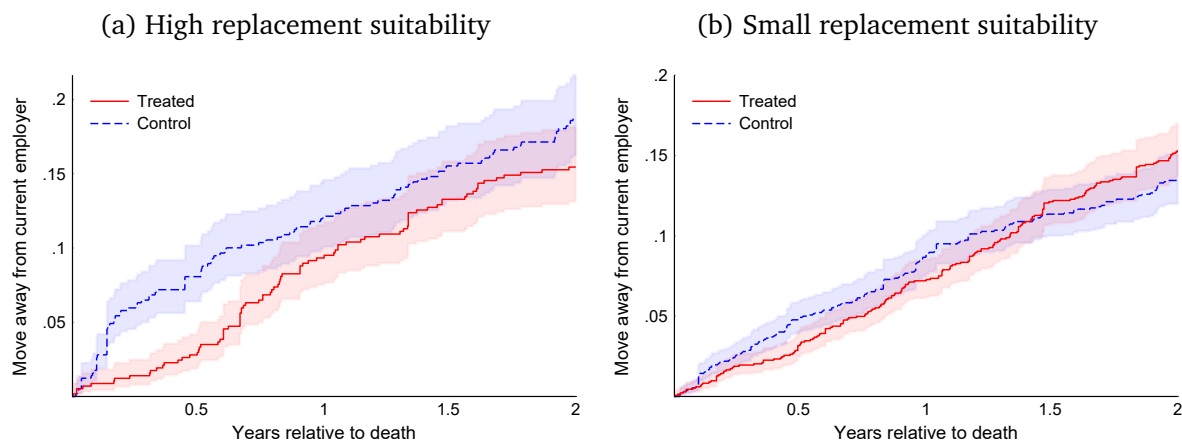 (a) High replacement suitability
Move away from current employer
.2
.15
.1
.05
Treated
Control
0.5
1
1.5
2
Years relative to death
(b) Small replacement suitability
Move away from current employer
.2
.15
.1
.05
Treated
Control
0.5
1
1.5
2
Years relative to death